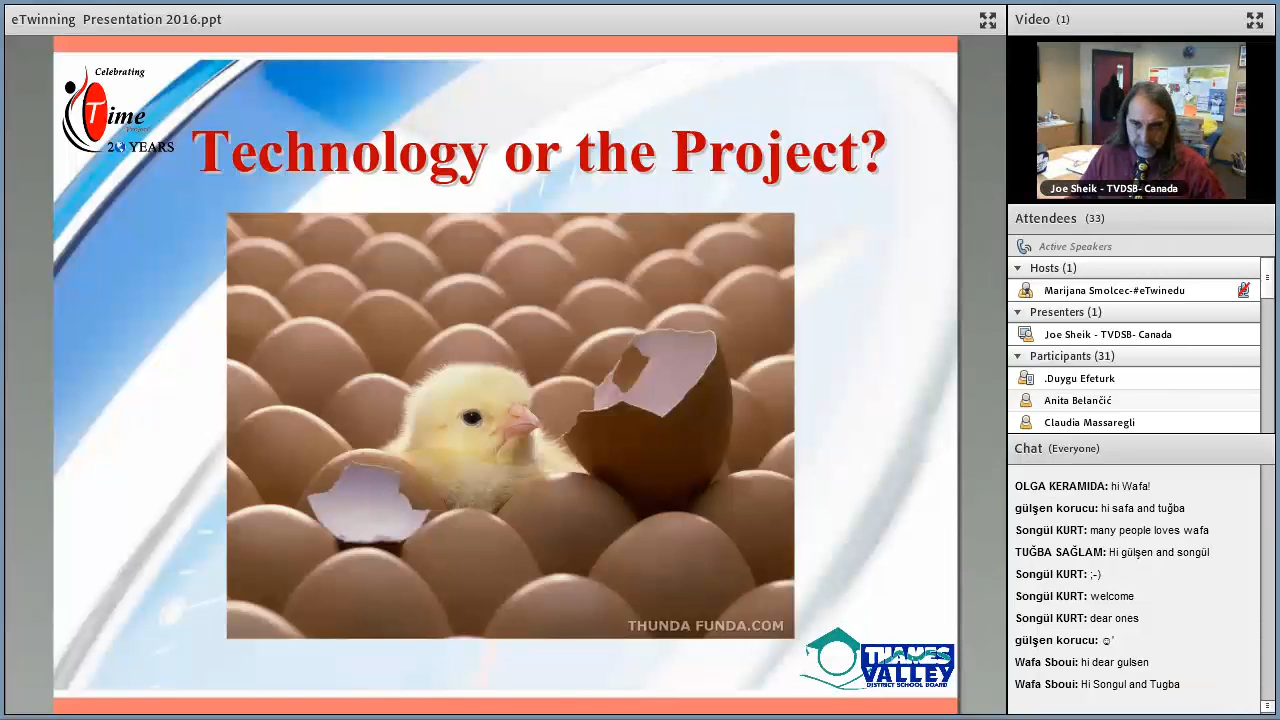 eTwinning Presentation 2016.ppt
Celebrating
Time
Project
20 YEARS
Technology or the Project?
THUNDA FUNDA.COM
THAMES
VALLEY
DISTRICT SCHOOL BOARD
Video (1)
Joe Sheik - TVDSB- Canada
Attendees (33)
Active Speakers
Hosts (1)
Marijana Smolcec-#eTwinedu
Presenters (1)
Joe Sheik - TVDSB- Canada
Participants (31)
.Duygu Efeturk
Anita Belančić
Claudia Massaregli
Chat (Everyone)
OLGA KERAMIDA: hi Wafa!
gülşen korucu: hi safa and tuğba
Songül KURT: many people loves wafa
TUĞBA SAĞLAM: Hi gülşen and songül
Songül KURT: ;-)
Songül KURT: welcome
Songül KURT: dear ones
gülşen korucu: ☺'
Wafa Sboui: hi dear gulsen
Wafa Sboui: Hi Songul and Tugba